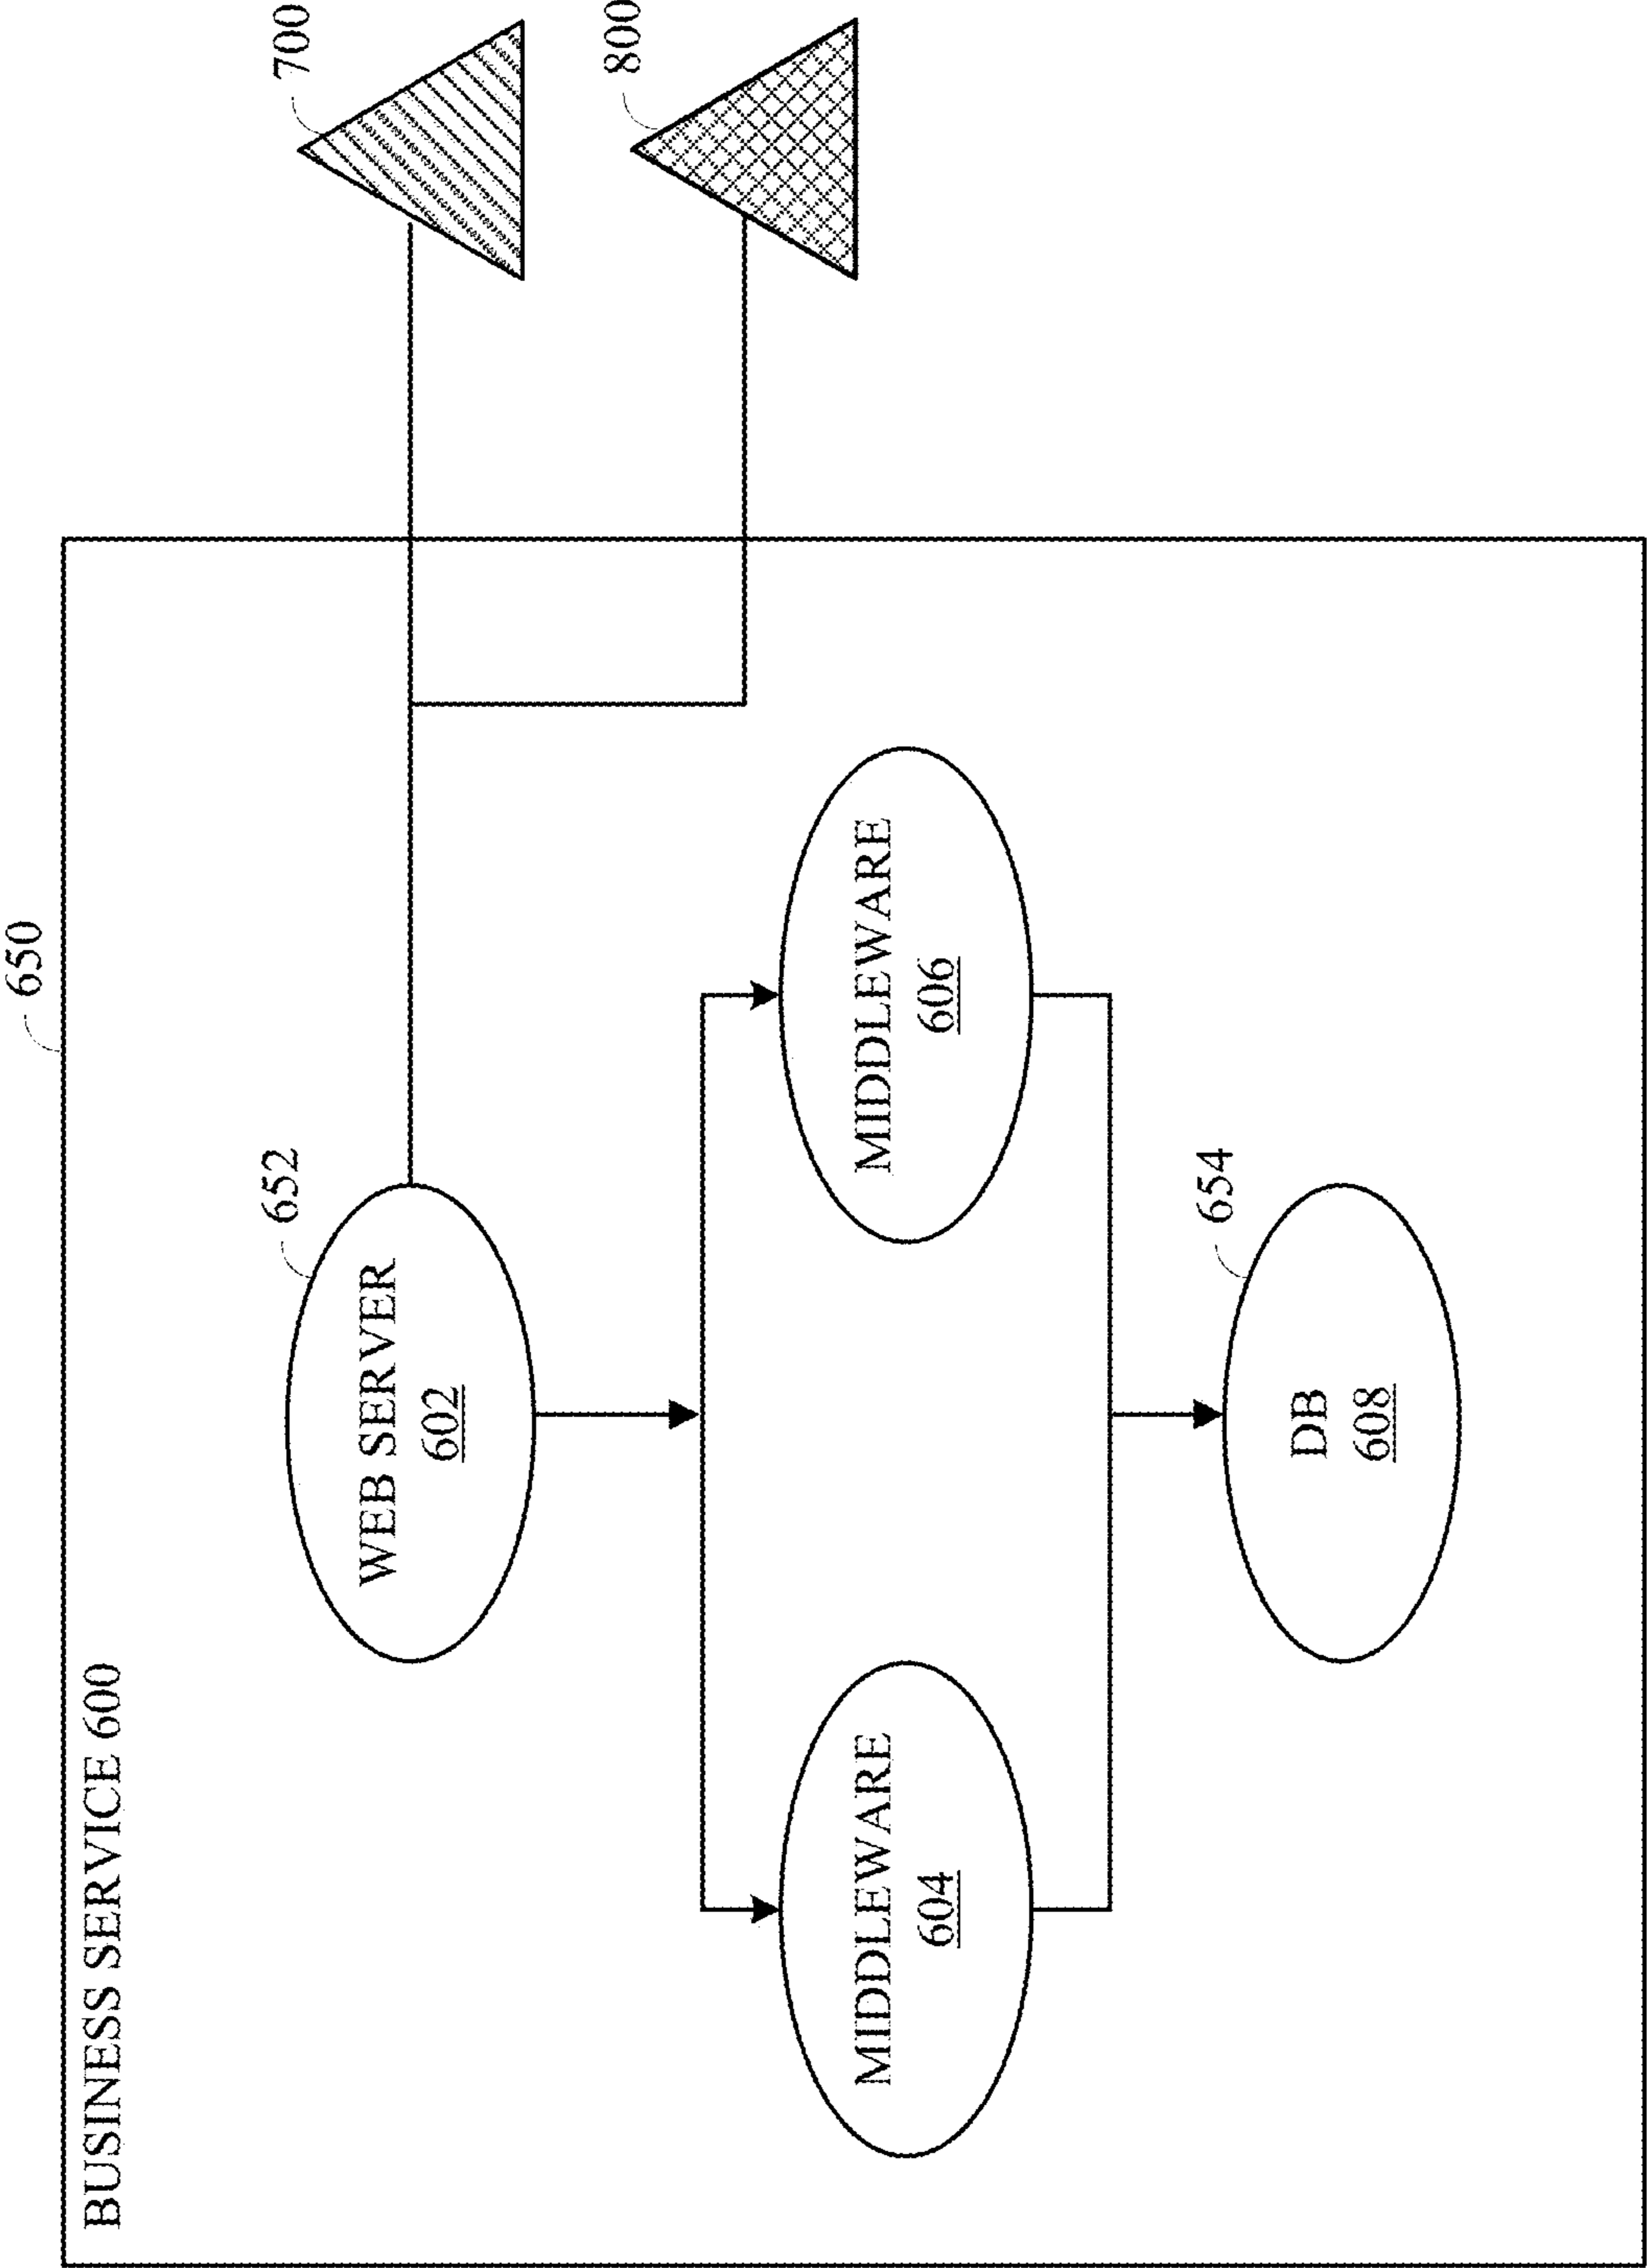 650
BUSINESS SERVICE 600
652
WEB SERVER
602
700
800
MIDDLEWARE
604
MIDDLEWARE
606
654
DB
608